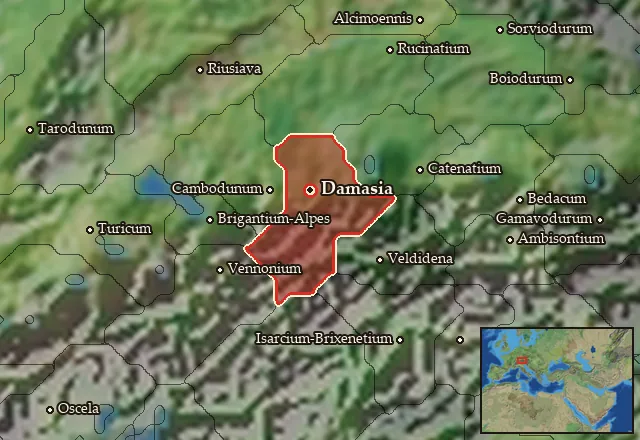 Alcimoennis
Sorviodurum
Rucinatium
Riusiava
Boiodurum
Tarodunum
Catenatium
Cambodunum
Damasia
Bedacum
Brigantium-Alpes
Gamavodurum
Turicum
Ambisontium
Veldidena
Vennonium
Isarcium-Brixenetium
Oscela